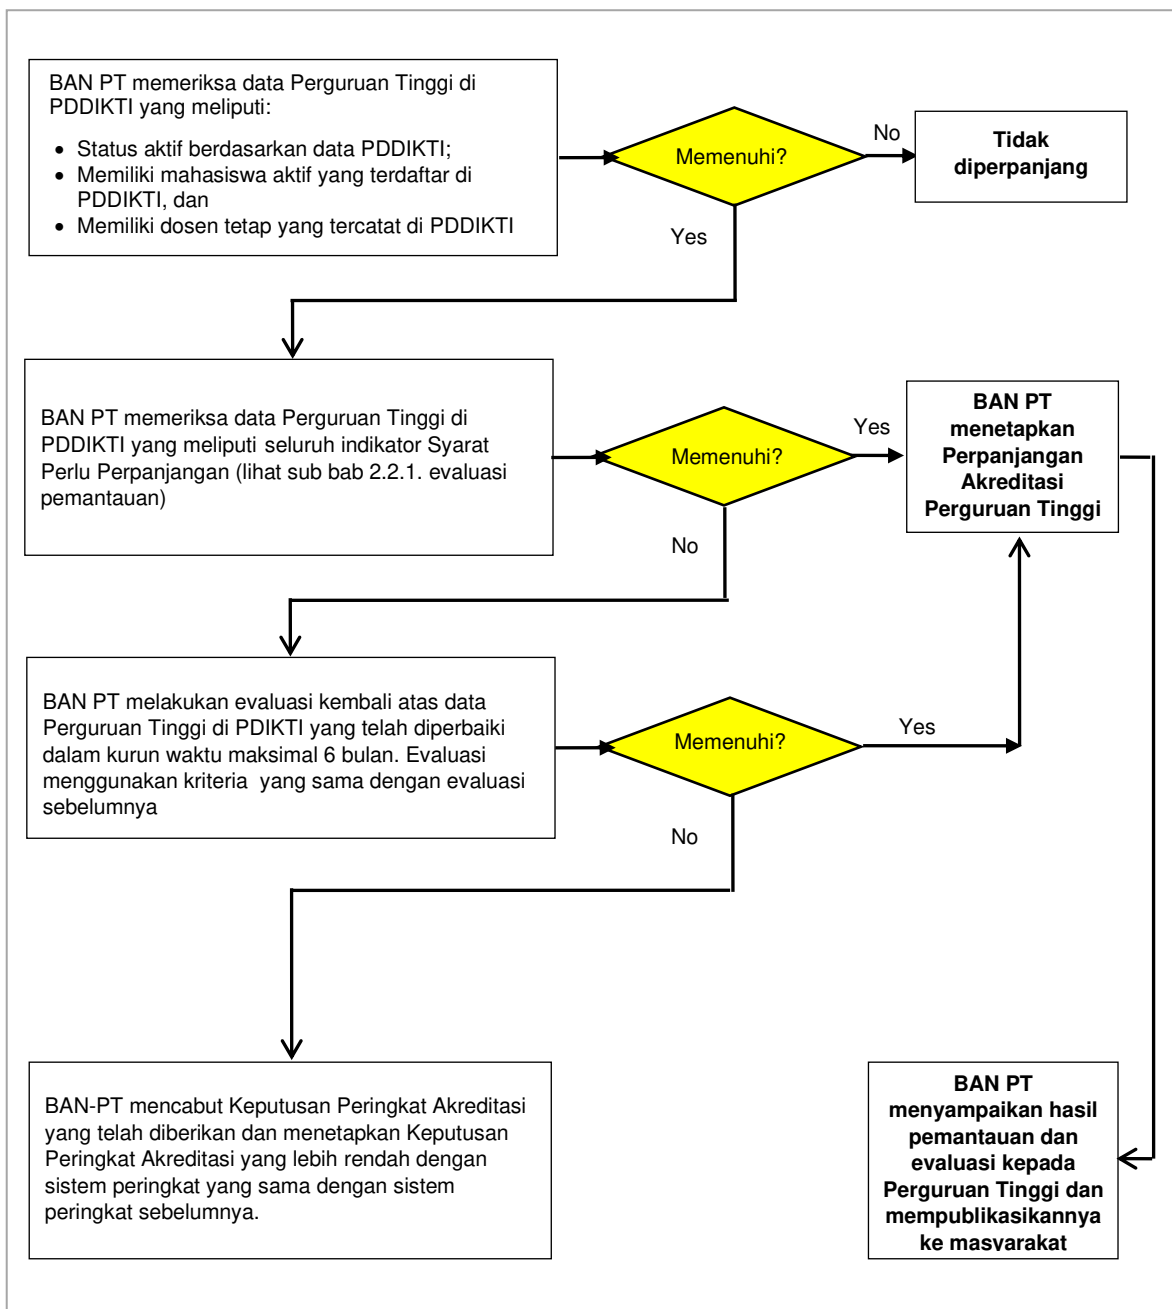 BAN PT memeriksa data Perguruan Tinggi di
PDDIKTI yang meliputi:
• Status aktif berdasarkan data PDDIKTI;
• Memiliki mahasiswa aktif yang terdaftar di
PDDIKTI, dan
• Memiliki dosen tetap yang tercatat di PDDIKTI
Memenuhi?
No
Tidak
diperpanjang
Yes
BAN PT memeriksa data Perguruan Tinggi di
PDDIKTI yang meliputi seluruh indikator Syarat
Perlu Perpanjangan (lihat sub bab 2.2.1. evaluasi
pemantauan)
Memenuhi?
Yes
BAN PT
menetapkan
Perpanjangan
Akreditasi
Perguruan Tinggi
No
BAN PT melakukan evaluasi kembali atas data
Perguruan Tinggi di PDIKTI yang telah diperbaiki
dalam kurun waktu maksimal 6 bulan. Evaluasi
menggunakan kriteria  yang sama dengan evaluasi
sebelumnya
Memenuhi?
Yes
No
BAN-PT mencabut Keputusan Peringkat Akreditasi
yang telah diberikan dan menetapkan Keputusan
Peringkat Akreditasi yang lebih rendah dengan
sistem peringkat yang sama dengan sistem
peringkat sebelumnya.
BAN PT
menyampaikan hasil
pemantauan dan
evaluasi kepada
Perguruan Tinggi dan
mempublikasikannya
ke masyarakat